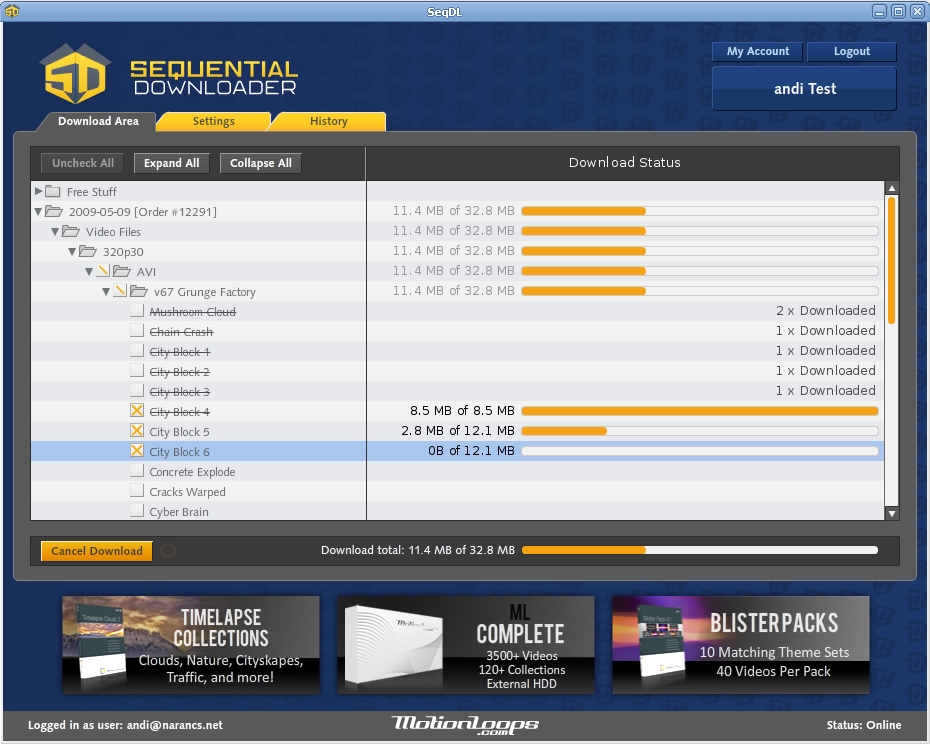 SeqDL
SD
SEQUENTIAL
DOWNLOADER
My Account
Logout
andi Test
Download Area
Settings
History
Uncheck All
Expand All
Collapse All
Download Status
Free Stuff
2009-05-09 [Order #12291] 11.4 MB of 32.8 MB
Video Files 11.4 MB of 32.8 MB
320p30 11.4 MB of 32.8 MB
AVI 11.4 MB of 32.8 MB
v67 Grunge Factory 11.4 MB of 32.8 MB
Mushroom Cloud 2 x Downloaded
Chain Crash 1 x Downloaded
City Block 1 1 x Downloaded
City Block 2 1 x Downloaded
City Block 3 1 x Downloaded
City Block 4 8.5 MB of 8.5 MB
City Block 5 2.8 MB of 12.1 MB
City Block 6 0B of 12.1 MB
Concrete Explode
Cracks Warped
Cyber Brain
Cancel Download
Download total: 11.4 MB of 32.8 MB
TIMELAPSE
COLLECTIONS
Clouds, Nature, Cityskapes,
Traffic, and more!
ML
COMPLETE
3500+ Videos
120+ Collections
External HDD
BLISTER PACKS
10 Matching Theme Sets
40 Videos Per Pack
Logged in as user: andi@narancs.net
MotionLoops
.com
Status: Online